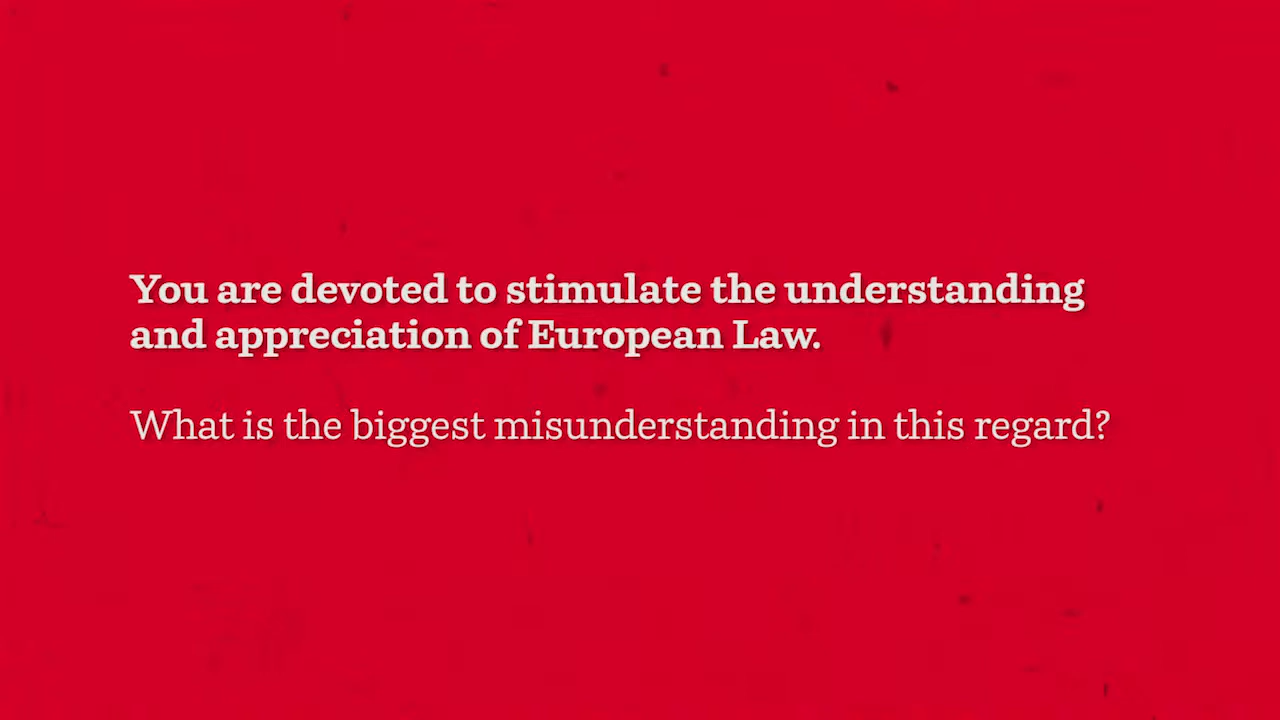 You are devoted to stimulate the understanding
and appreciation of European Law.
What is the biggest misunderstanding in this regard?